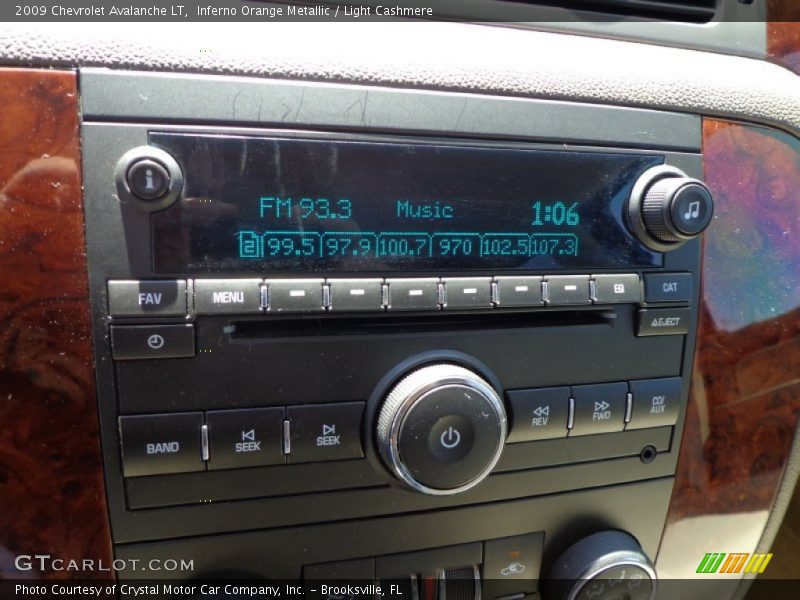 2009 Chevrolet Avalanche LT, Inferno Orange Metallic / Light Cashmere
i
FM 93.3 Music 1:06
2 99.5 97.9 100.7 970 102.5 107.3
FAV MENU EQ CAT
EJECT
BAND SEEK SEEK REV FWD CD/AUX
GTCARLOT.COM
Photo Courtesy of Crystal Motor Car Company, Inc. - Brooksville, FL